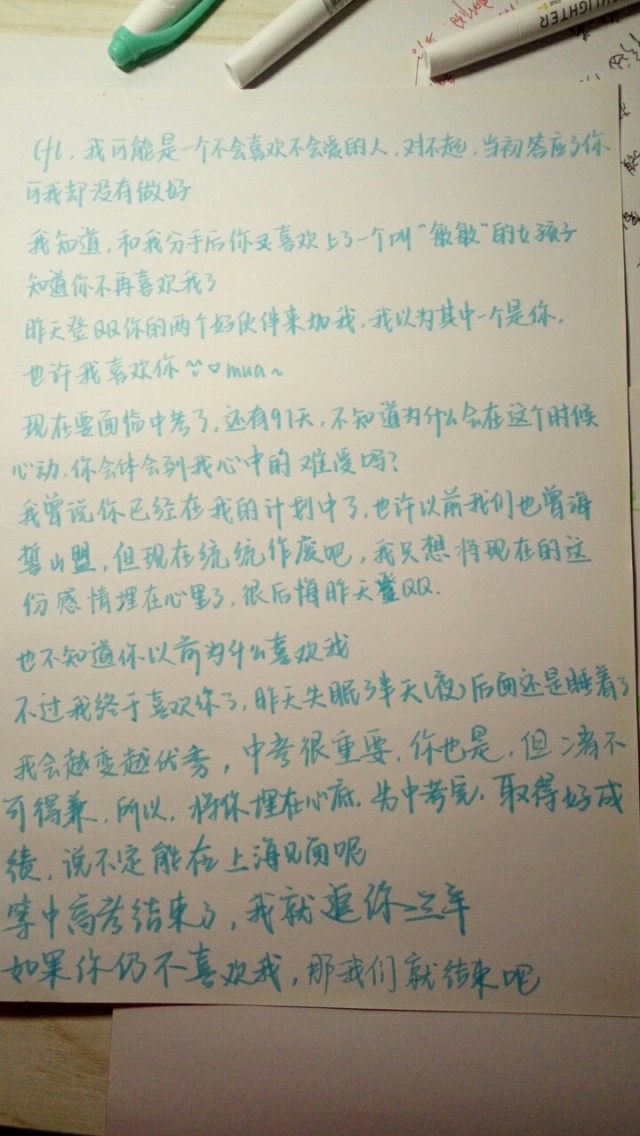 HLIGHTER
cfl，我可能是一个不会喜欢不会爱的人，对不起，当初答应了你
可我却没有做好
我知道，和我分手后你又喜欢上了一个叫“敏敏”的女孩子
知道你不再喜欢我了
昨天登QQ你的两个好伙伴来加我，我以为其中一个是你，
也许我喜欢你 mua~
现在要面临中考了，还有97天，不知道为什么会在这个时候
心动，你会体会到我心中的难受吗？
我曾说你已经在我的计划中了，也许以前我们也曾海
誓山盟，但现在统统作废吧，我只想将现在的这
份感情埋在心里了，很后悔昨天登QQ.
也不知道你以前为什么喜欢我
不过我终于喜欢你了，昨天失眠了半天（夜）后面还是睡着了
我会越变越优秀，中考很重要，你也是，但二者不
可得兼，所以，将你埋在心底，为中考完，取得好成
绩，说不定能在上海见面呢
等中高考结束了，我就追你三年
如果你仍不喜欢我，那我们就结束吧